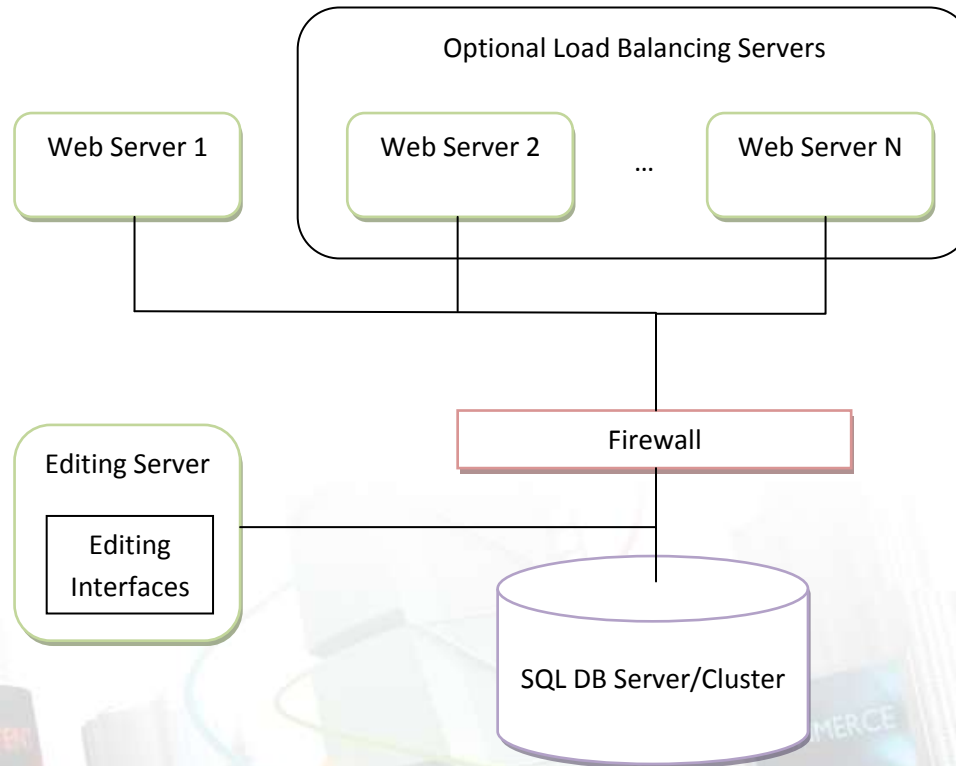 Optional Load Balancing Servers
Web Server 1
Web Server 2
...
Web Server N
Firewall
Editing Server
Editing
Interfaces
SQL DB Server/Cluster
MERCE